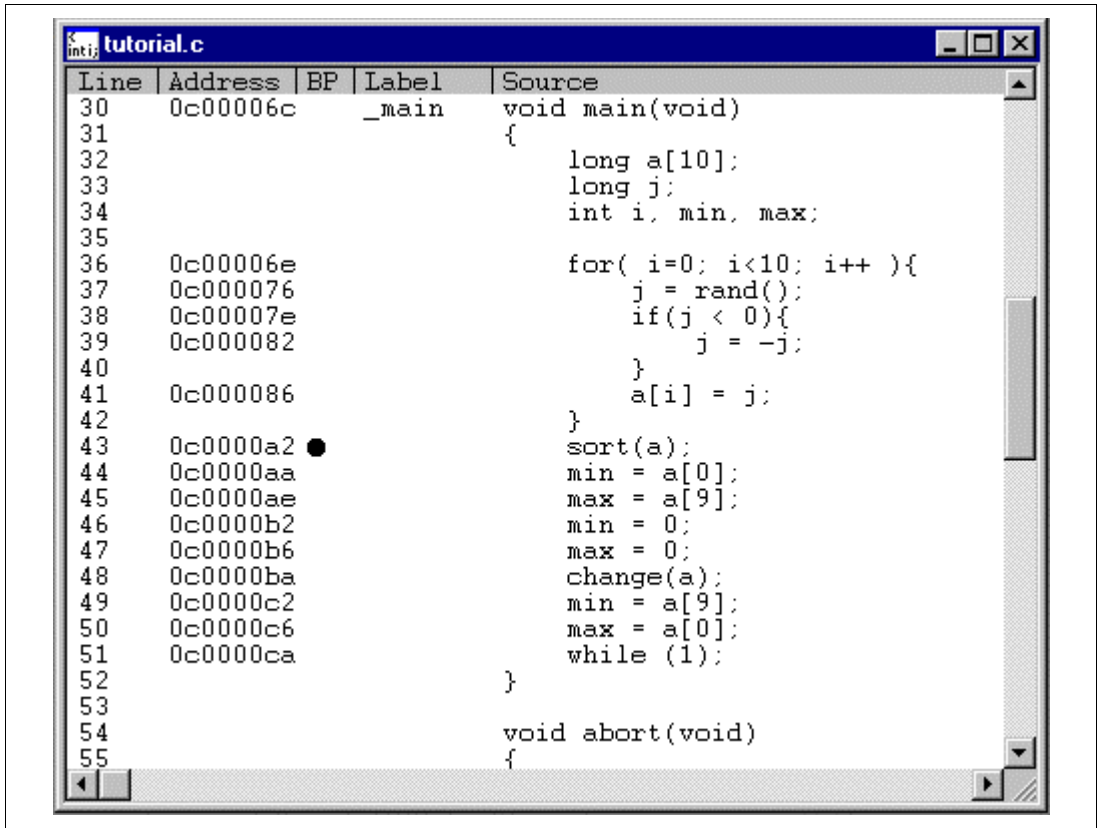 tutorial.c
Line Address BP Label Source
30 0c00006c _main void main(void)
31 {
32 long a[10];
33 long j;
34 int i, min, max;
35
36 0c00006e for( i=0; i<10; i++ ){
37 0c000076 j = rand();
38 0c00007e if(j < 0){
39 0c000082 j = -j;
40 }
41 0c000086 a[i] = j;
42 }
43 0c0000a2 ● sort(a);
44 0c0000aa min = a[0];
45 0c0000ae max = a[9];
46 0c0000b2 min = 0;
47 0c0000b6 max = 0;
48 0c0000ba change(a);
49 0c0000c2 min = a[9];
50 0c0000c6 max = a[0];
51 0c0000ca while (1);
52 }
53
54 void abort(void)
55 {